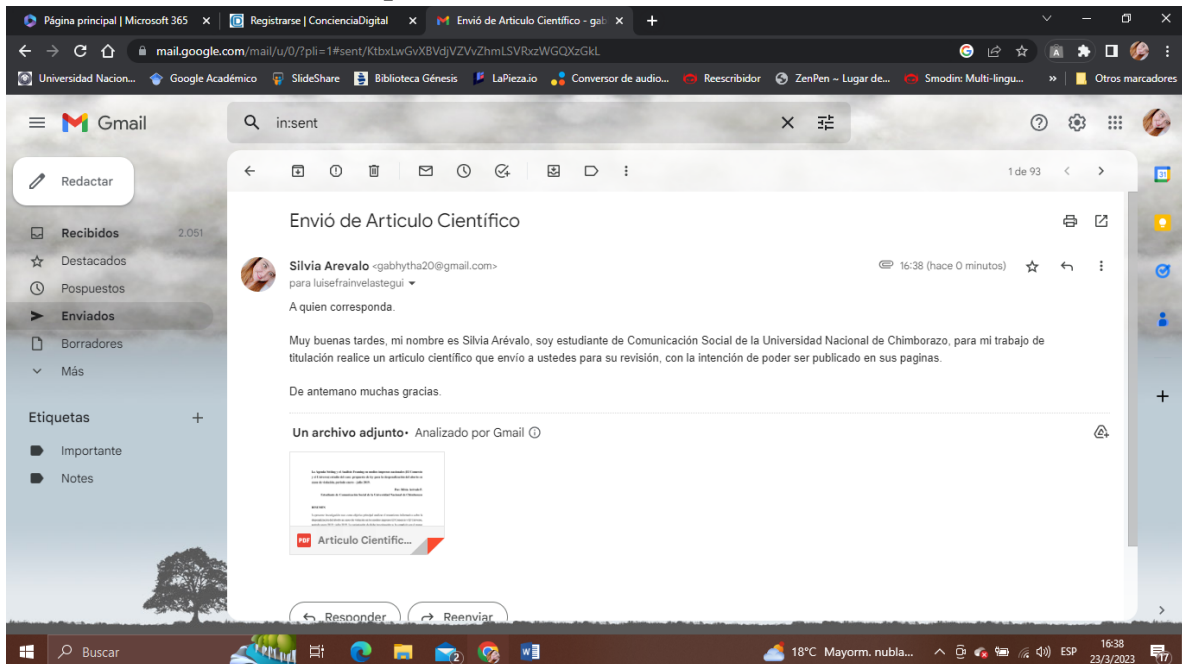 Página principal | Microsoft 365
Registrarse | ConcienciaDigital
Envió de Articulo Científico - gab
mail.google.com/mail/u/0/?pli=1#sent/KtbxLwGvXBVdjVZVvZhmLSVRxzWGQXzGkL
Universidad Nacion...
Google Académico
SlideShare
Biblioteca Génesis
LaPieza.io
Conversor de audio...
Reescribidor
ZenPen – Lugar de...
Smodin: Multi-lingu...
»
Otros marcadores
Gmail
in:sent
Redactar
1 de 93
Recibidos 2.051
Destacados
Pospuestos
Enviados
Borradores
Más
Etiquetas
Importante
Notes
Envió de Articulo Científico
Silvia Arevalo <gabhytha20@gmail.com>
16:38 (hace 0 minutos)
para luisefrainvelastegui
A quien corresponda.
Muy buenas tardes, mi nombre es Silvia Arévalo, soy estudiante de Comunicación Social de la Universidad Nacional de Chimborazo, para mi trabajo de
titulación realice un articulo científico que envío a ustedes para su revisión, con la intención de poder ser publicado en sus paginas.
De antemano muchas gracias.
Un archivo adjunto • Analizado por Gmail
PDF Articulo Cientific...
Responder
Reenviar
Buscar
18°C Mayorm. nubla...
ESP
16:38
23/3/2023